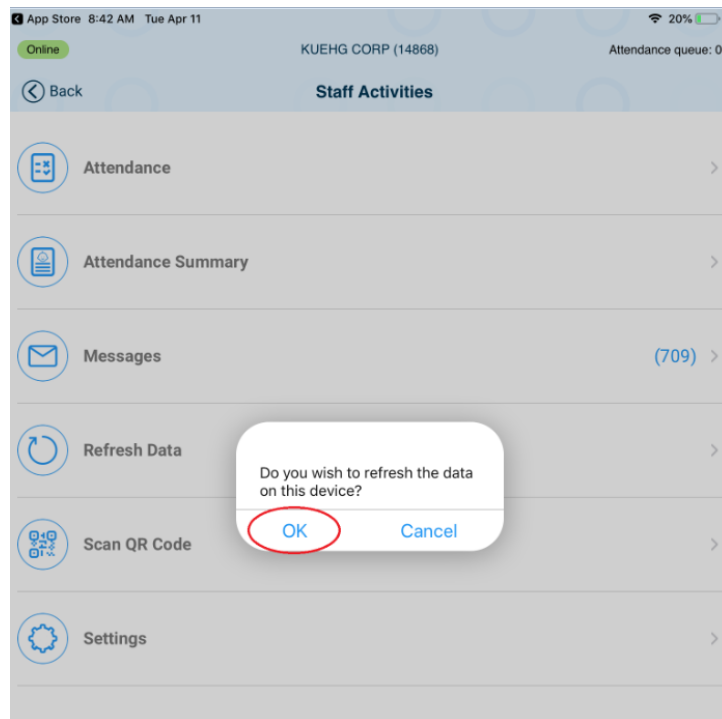 App Store 8:42 AM Tue Apr 11 20%
Online KUEHG CORP (14868) Attendance queue: 0
Back Staff Activities
Attendance
Attendance Summary
Messages (709)
Refresh Data
Do you wish to refresh the data
on this device?
OK Cancel
Scan QR Code
Settings